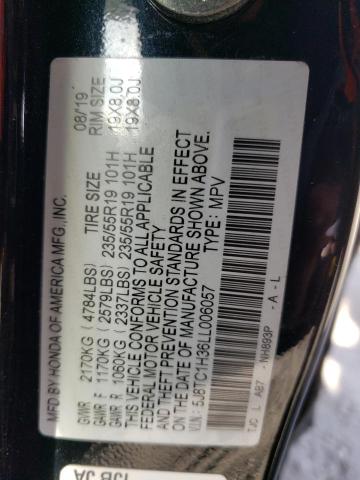 MFD BY HONDA OF AMERICA MFG.,INC. 08/19
TIRE SIZE RIM SIZE
GVWR 2170KG ( 4784LBS)
GAWR F 1170KG ( 2579LBS) 235/55R19 101H 19X8.0J
GAWR R 1060KG ( 2337LBS) 235/55R19 101H 19X8.0J
THIS VEHICLE CONFORMS TO ALL APPLICABLE
FEDERAL MOTOR VEHICLE SAFETY
AND THEFT PREVENTION STANDARDS IN EFFECT
ON THE DATE OF MANUFACTURE SHOWN ABOVE.
5J8TC1H36LL006057 TYPE: MPV
TJC L AB7 - NH893P - A - L